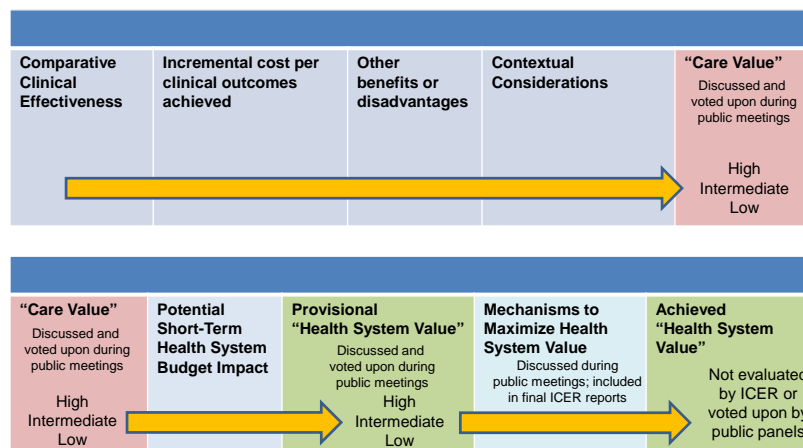 Comparative
Clinical
Effectiveness
Incremental cost per
clinical outcomes
achieved
Other
benefits or
disadvantages
Contextual
Considerations
“Care Value”
Discussed and
voted upon during
public meetings
High
Intermediate
Low
“Care Value”
Discussed and
voted upon during
public meetings
High
Intermediate
Low
Potential
Short-Term
Health System
Budget Impact
Provisional
“Health System Value”
Discussed and
voted upon during
public meetings
High
Intermediate
Low
Mechanisms to
Maximize Health
System Value
Discussed during
public meetings; included
in final ICER reports
Achieved
“Health System
Value”
Not evaluated
by ICER or
voted upon by
public panels